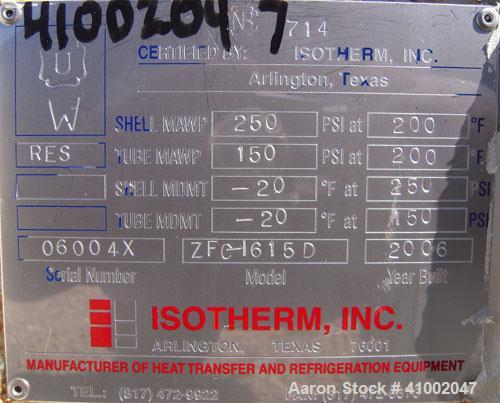 41002047
NB 714
U
W
CERTIFIED BY: ISOTHERM, INC.
Arlington, Texas
SHELL MAWP 250 PSI at 200 °F
RES TUBE MAWP 150 PSI at 200 °F
SHELL MDMT -20 °F at 250 PSI
TUBE MDMT -20 °F at 150 PSI
06004X ZFC-1615D 2006
Serial Number Model Year Built
ISOTHERM, INC.
ARLINGTON, TEXAS 76001
MANUFACTURER OF HEAT TRANSFER AND REFRIGERATION EQUIPMENT
TEL.: (817) 472-9922 FAX: (817)
Aaron Stock # 41002047